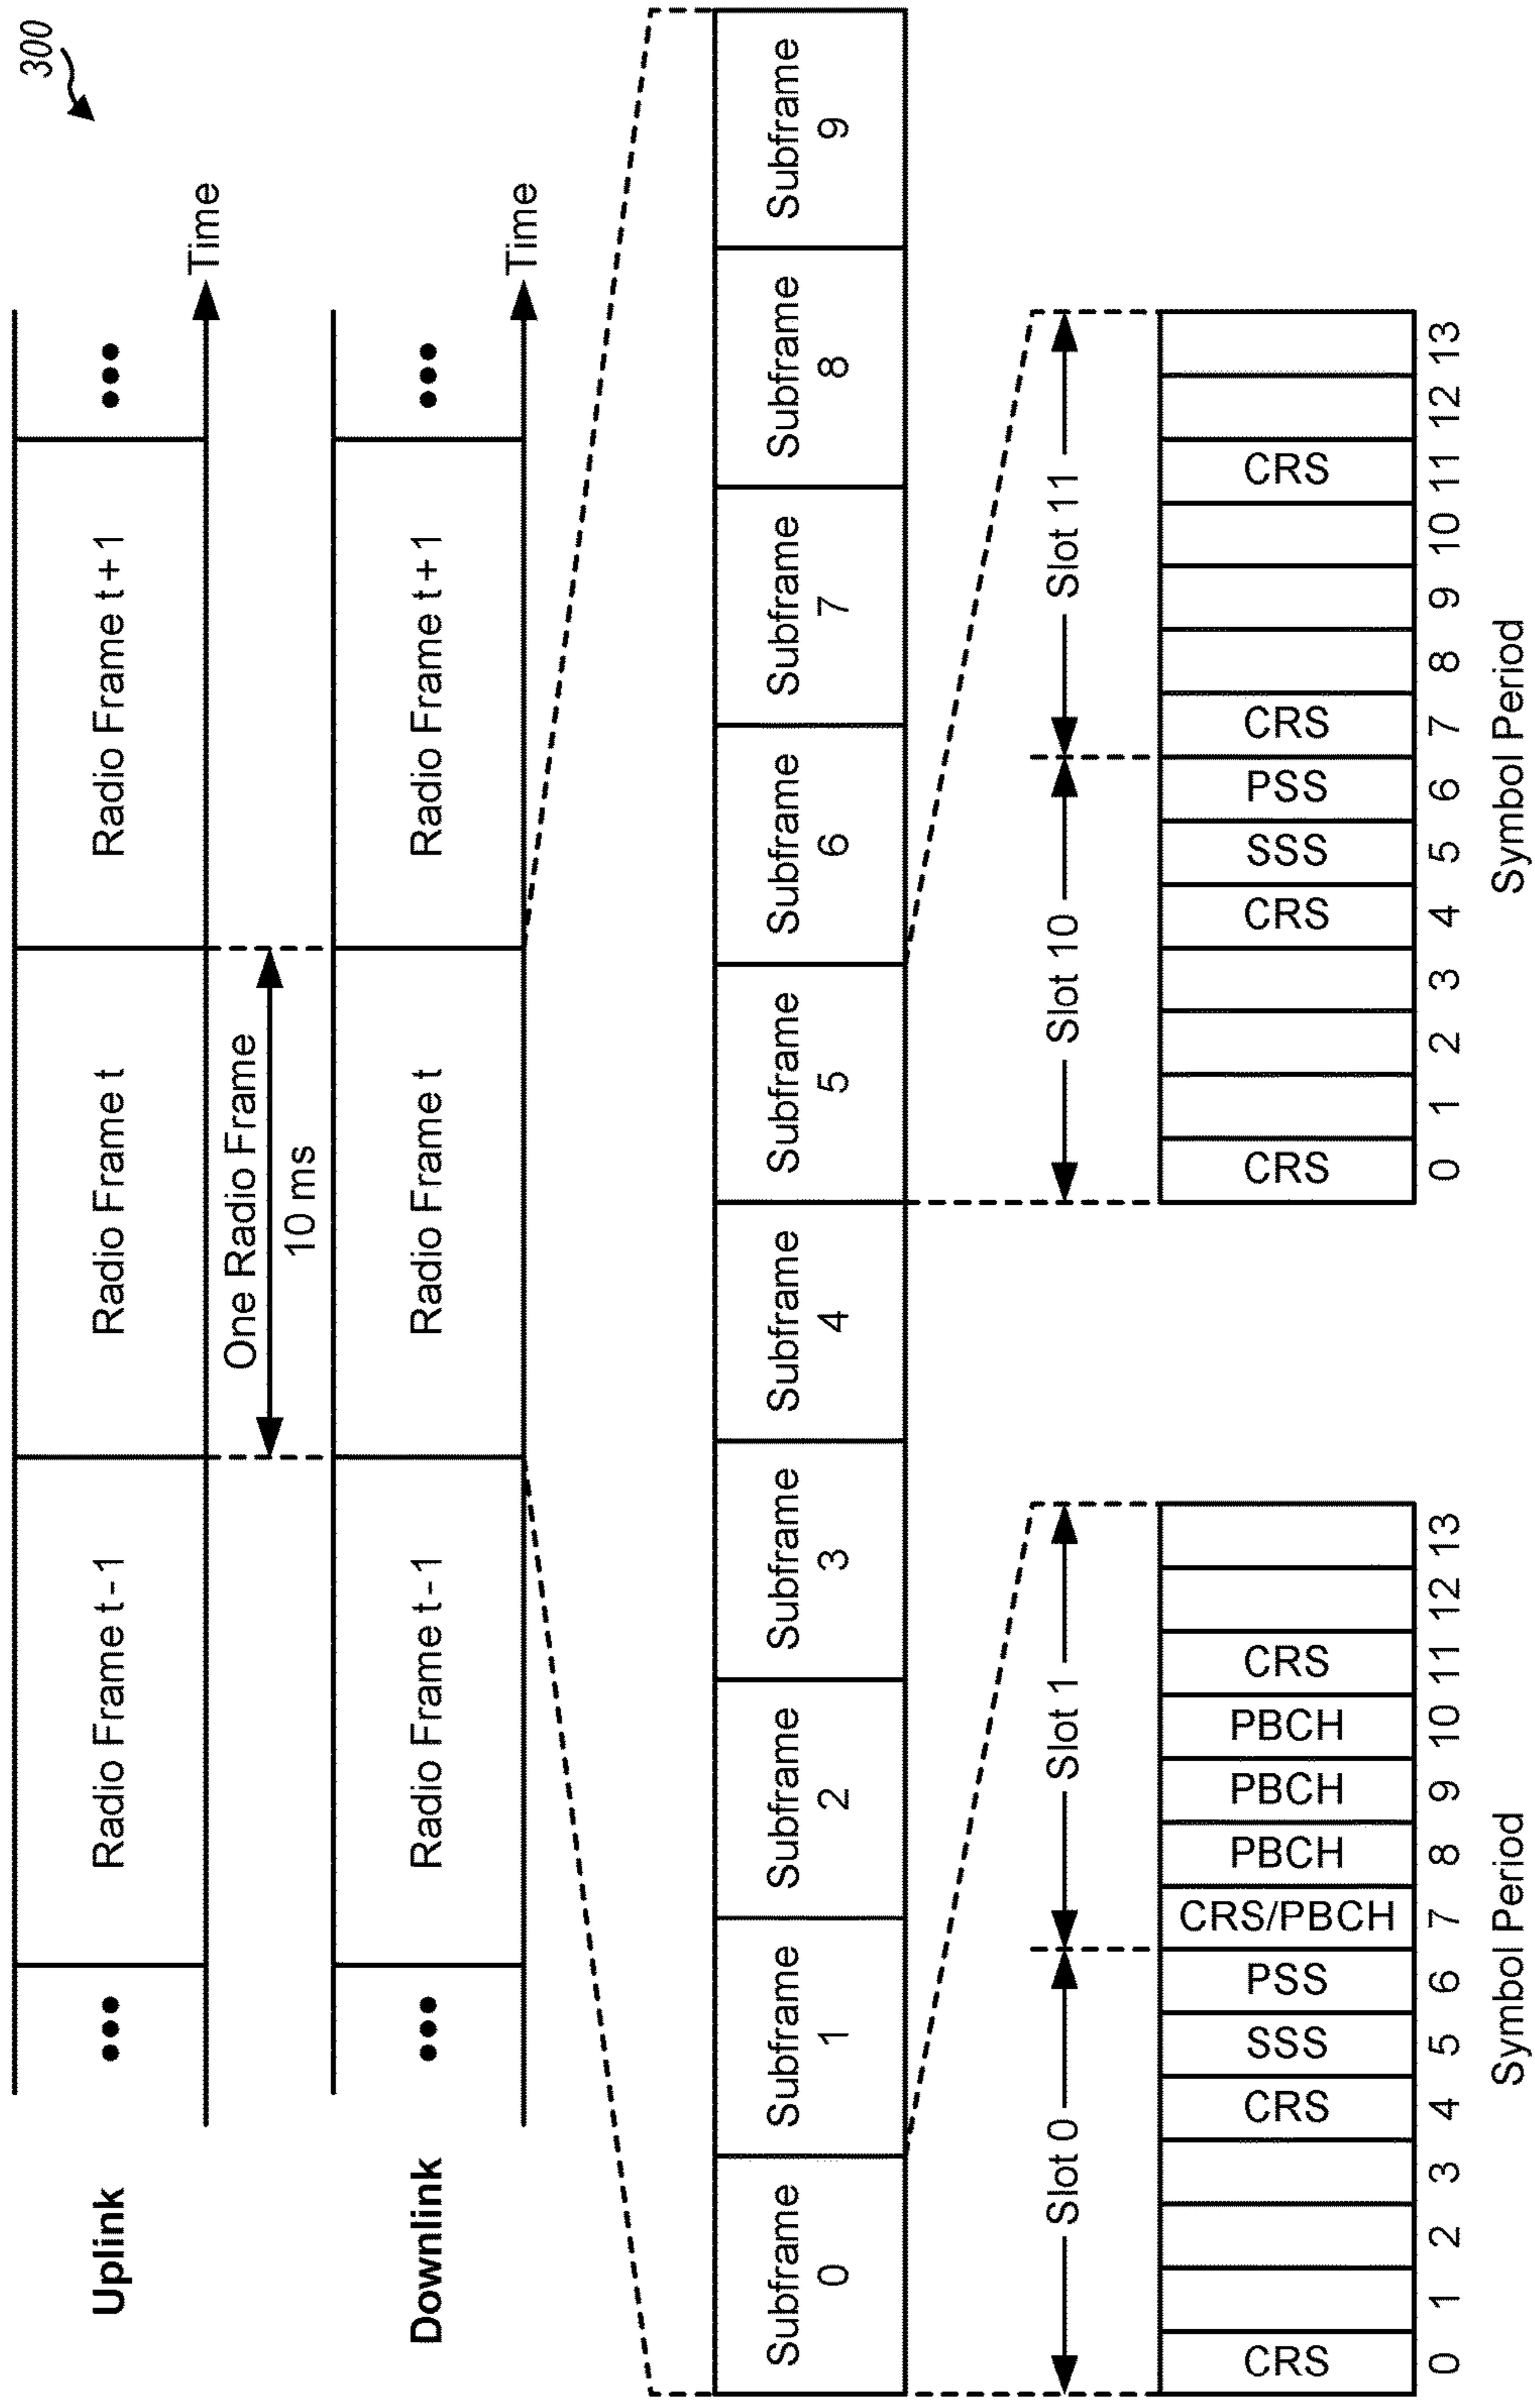 300
Uplink
•••
Radio Frame t-1
Radio Frame t
Radio Frame t+1
•••
Time
One Radio Frame
10 ms
Downlink
•••
Radio Frame t-1
Radio Frame t
Radio Frame t+1
•••
Time
Subframe
0
Subframe
1
Subframe
2
Subframe
3
Subframe
4
Subframe
5
Subframe
6
Subframe
7
Subframe
8
Subframe
9
Slot 0
Slot 1
CRS
CRS
SSS
PSS
CRS/PBCH
PBCH
PBCH
PBCH
CRS
0 1 2 3 4 5 6 7 8 9 10 11 12 13
Symbol Period
Slot 10
Slot 11
CRS
CRS
SSS
PSS
CRS
CRS
0 1 2 3 4 5 6 7 8 9 10 11 12 13
Symbol Period